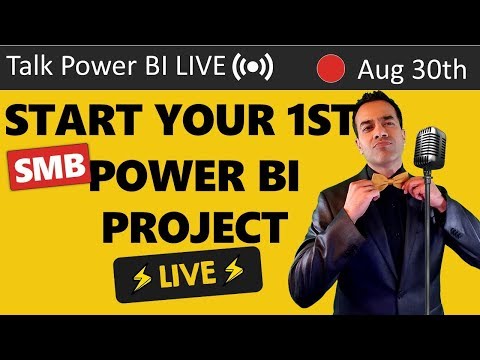 Talk Power BI LIVE
Aug 30th
START YOUR 1ST
SMB POWER BI
PROJECT
LIVE